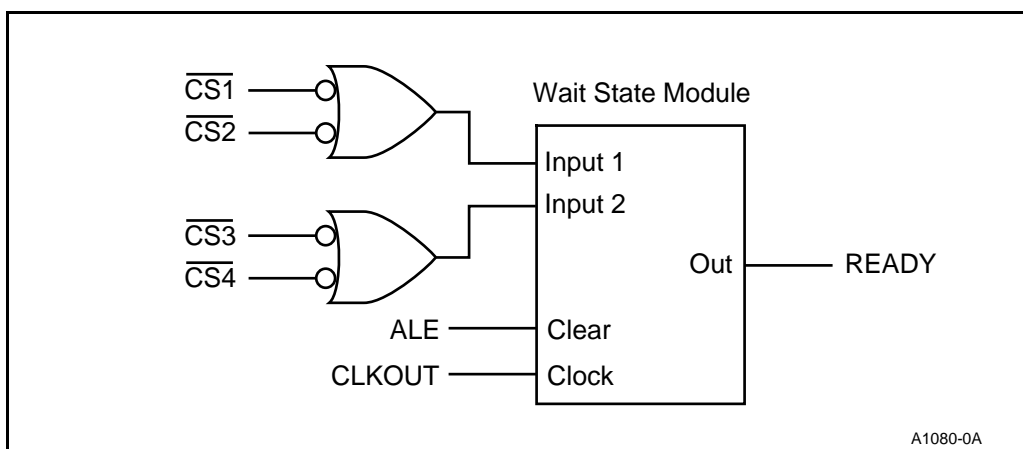 CS1
CS2
Wait State Module
Input 1
Input 2
CS3
CS4
Out
READY
ALE
Clear
CLKOUT
Clock
A1080-0A